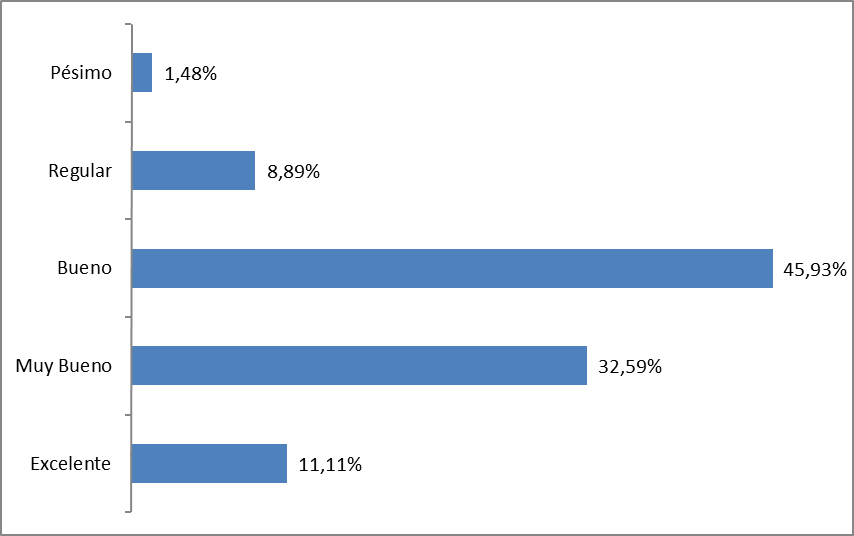 Pésimo 1,48%
Regular 8,89%
Bueno 45,93%
Muy Bueno 32,59%
Excelente 11,11%